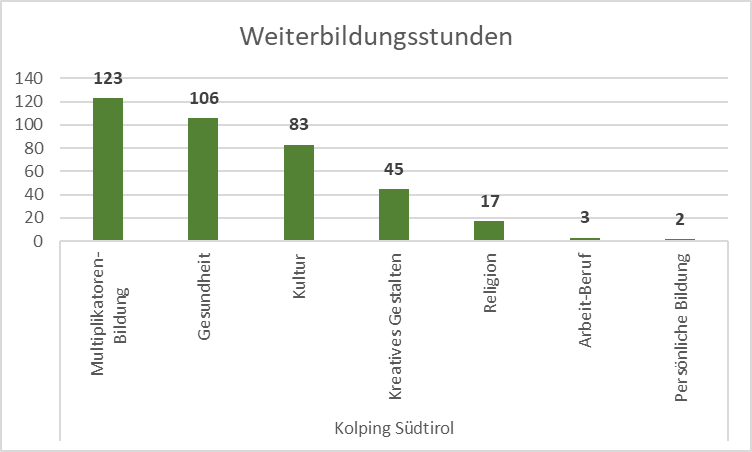 Weiterbildungsstunden
140
120
100
80
60
40
20
0
123
106
83
45
17
3
2
Multiplikatoren-
Bildung
Gesundheit
Kultur
Kreatives Gestalten
Religion
Arbeit-Beruf
Persönliche Bildung
Kolping Südtirol